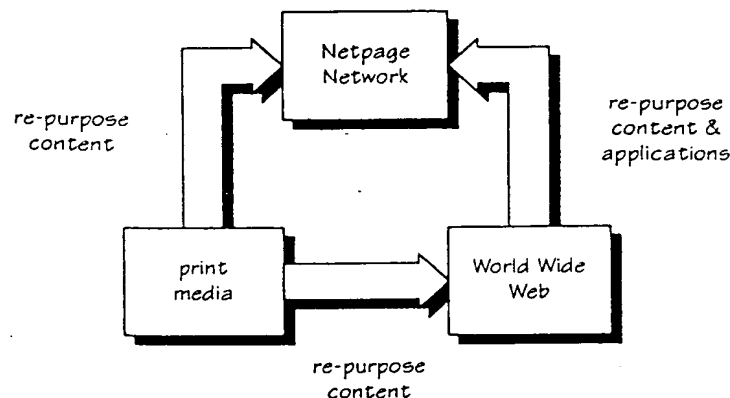 Netpage
Network
re-purpose
content
re-purpose
content &
applications
print
media
World Wide
Web
re-purpose
content